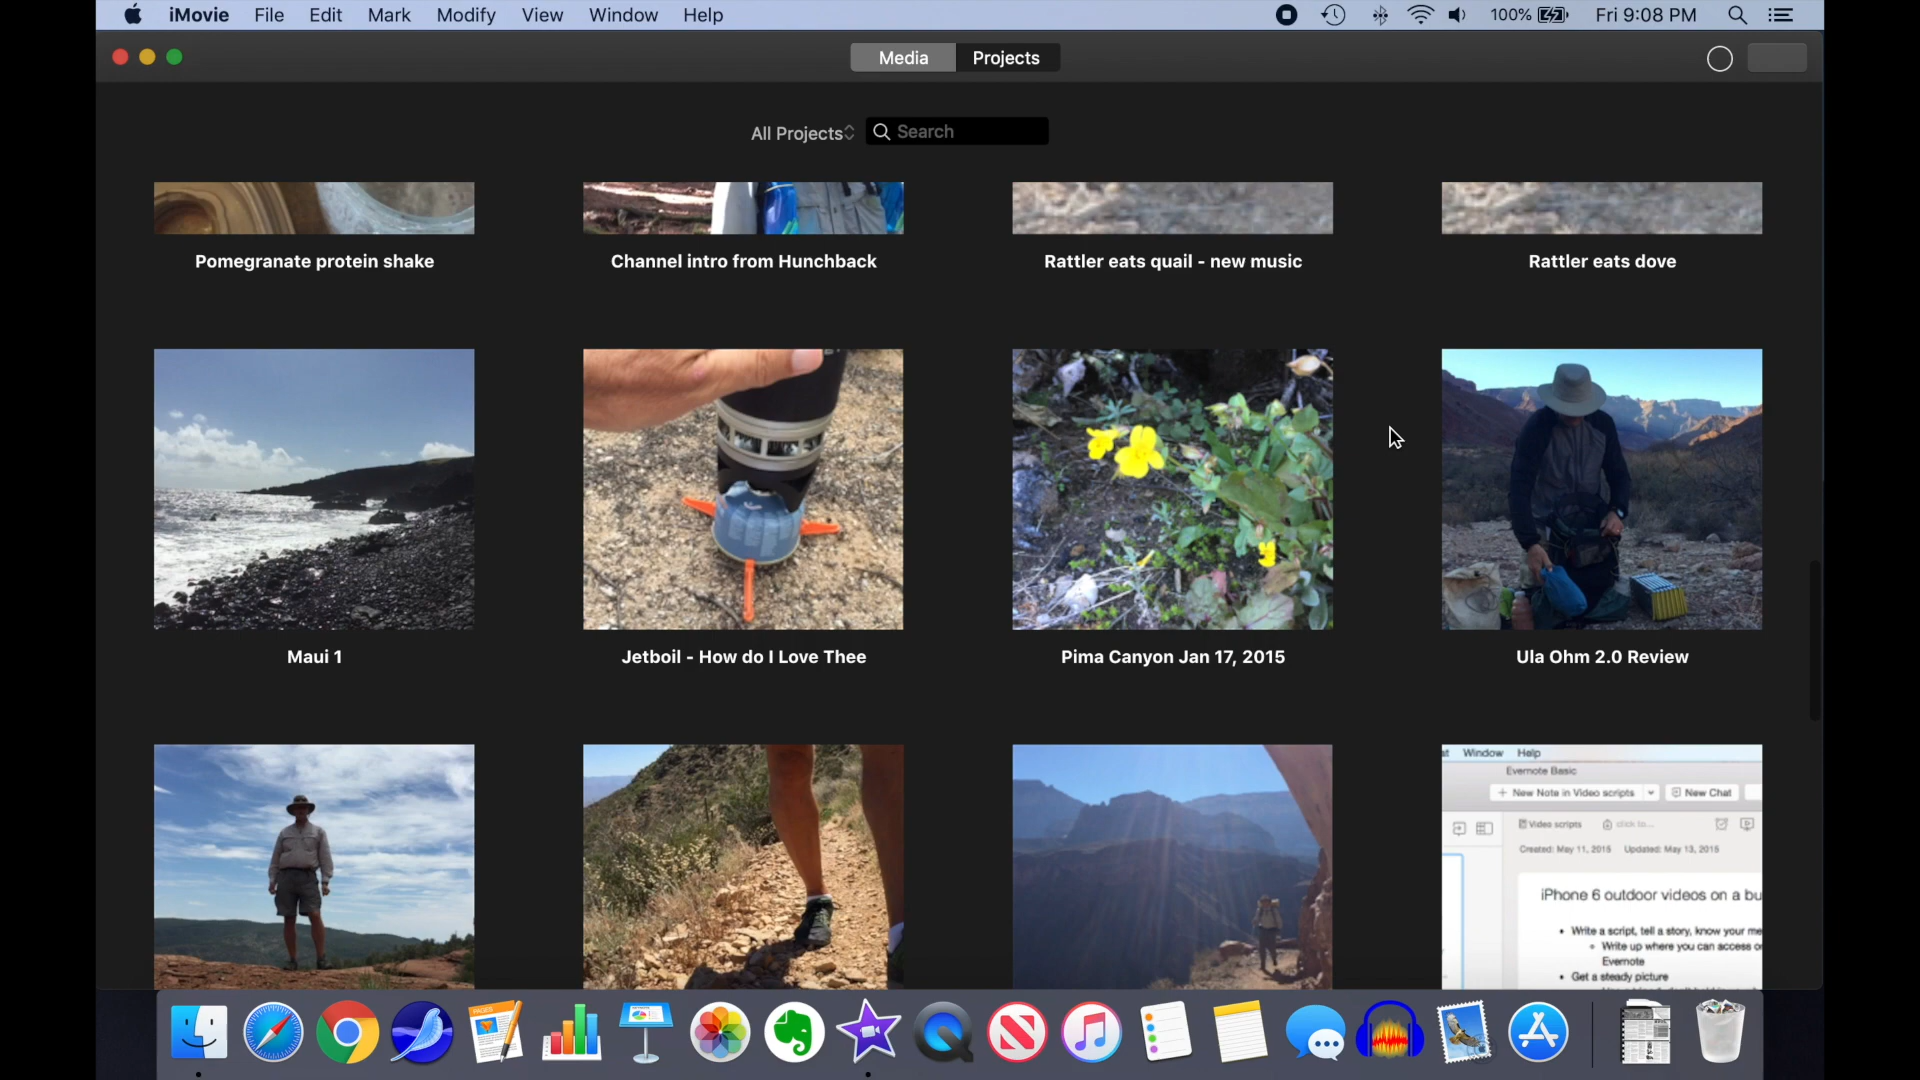 iMovie File Edit Mark Modify View Window Help 100% Fri 9:08 PM
Media Projects
All Projects Search
Pomegranate protein shake
Channel intro from Hunchback
Rattler eats quail - new music
Rattler eats dove
Maui 1
Jetboil - How do I Love Thee
Pima Canyon Jan 17, 2015
Ula Ohm 2.0 Review
Window Help
Evernote Basic
New Note in Video scripts New Chat
Video scripts click to...
Created: May 11, 2015 Updated: May 13, 2015
iPhone 6 outdoor videos on a bu
• Write a script, tell a story, know your me
Write up where you can access
Evernote
• Get a steady picture
PAGES